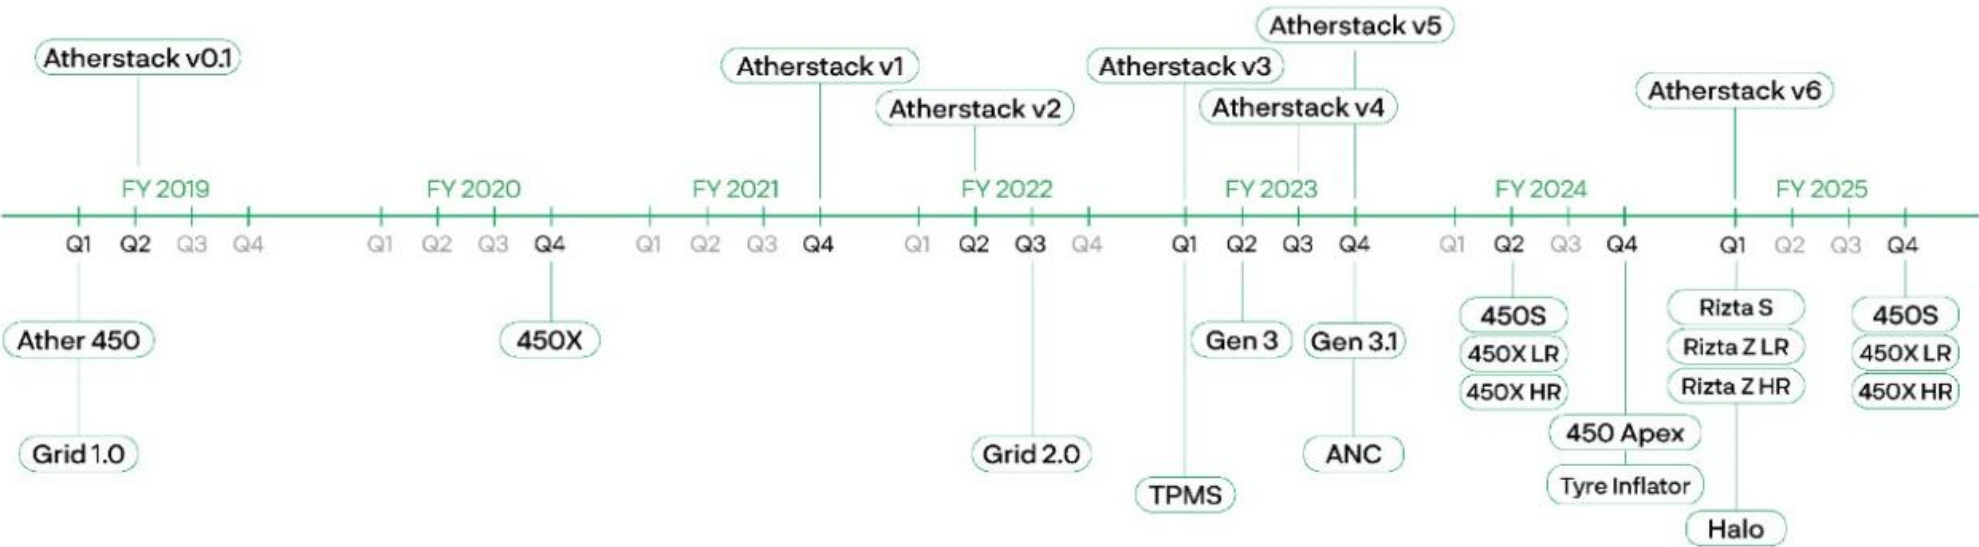 Atherstack v5
Atherstack v0.1
Atherstack v1
Atherstack v3
Atherstack v6
Atherstack v2
Atherstack v4
FY 2019 FY 2020 FY 2021 FY 2022 FY 2023 FY 2024 FY 2025
Q1 Q2 Q3 Q4 Q1 Q2 Q3 Q4 Q1 Q2 Q3 Q4 Q1 Q2 Q3 Q4 Q1 Q2 Q3 Q4 Q1 Q2 Q3 Q4 Q1 Q2 Q3 Q4
Ather 450
Grid 1.0
450X
Grid 2.0
TPMS
Gen 3
Gen 3.1
ANC
450S
450X LR
450X HR
450 Apex
Tyre Inflator
Rizta S
Rizta Z LR
Rizta Z HR
Halo
450S
450X LR
450X HR